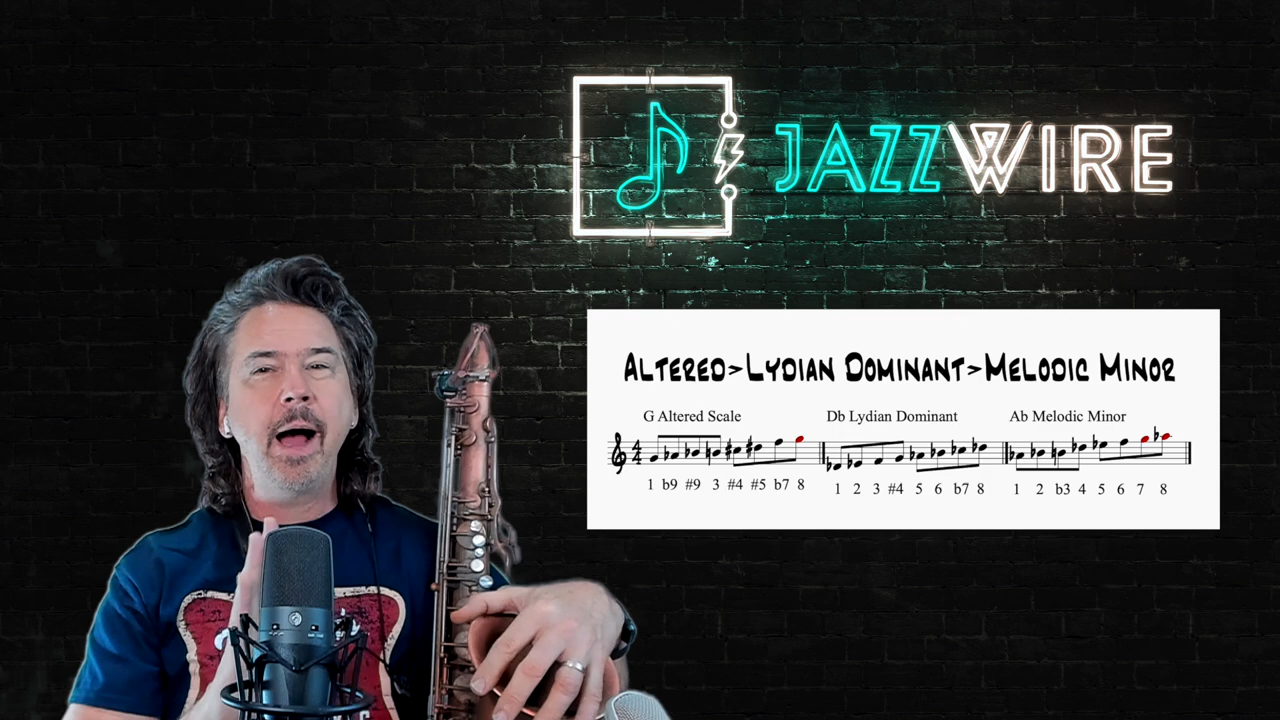 JAZZWIRE
ALTERED>LYDIAN DOMINANT>MELODIC MINOR
G Altered Scale
Db Lydian Dominant
Ab Melodic Minor
4
4
1 b9 #9 3 #4 #5 b7 8
1 2 3 #4 5 6 b7 8
1 2 b3 4 5 6 7 8